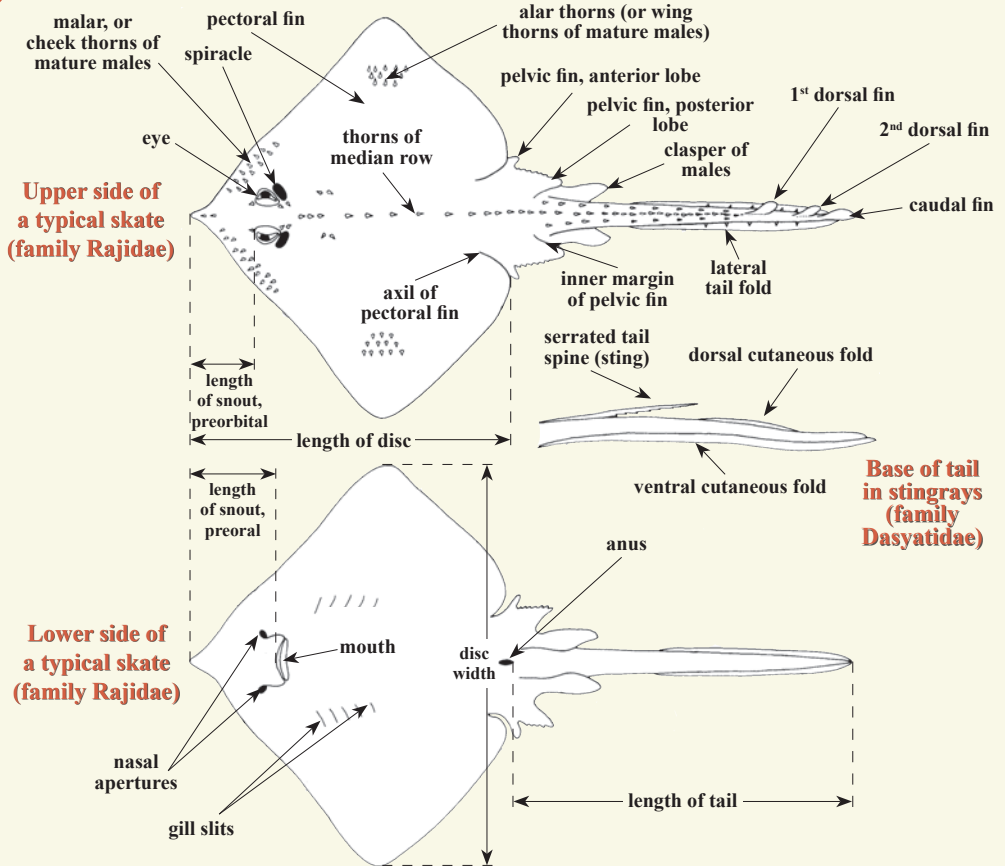 malar, or
cheek thorns of
mature males
pectoral fin
spiracle
alar thorns (or wing
thorns of mature males)
pelvic fin, anterior lobe
pelvic fin, posterior
lobe
1st dorsal fin
2nd dorsal fin
eye
thorns of
median row
clasper of
males
Upper side of
a typical skate
(family Rajidae)
caudal fin
axil of
pectoral fin
inner margin
of pelvic fin
lateral
tail fold
length
of snout,
preorbital
length of disc
serrated tail
spine (sting)
dorsal cutaneous fold
ventral cutaneous fold
Base of tail
in stingrays
(family
Dasyatidae)
length
of snout,
preoral
anus
Lower side of
a typical skate
(family Rajidae)
mouth
disc
width
nasal
apertures
gill slits
length of tail